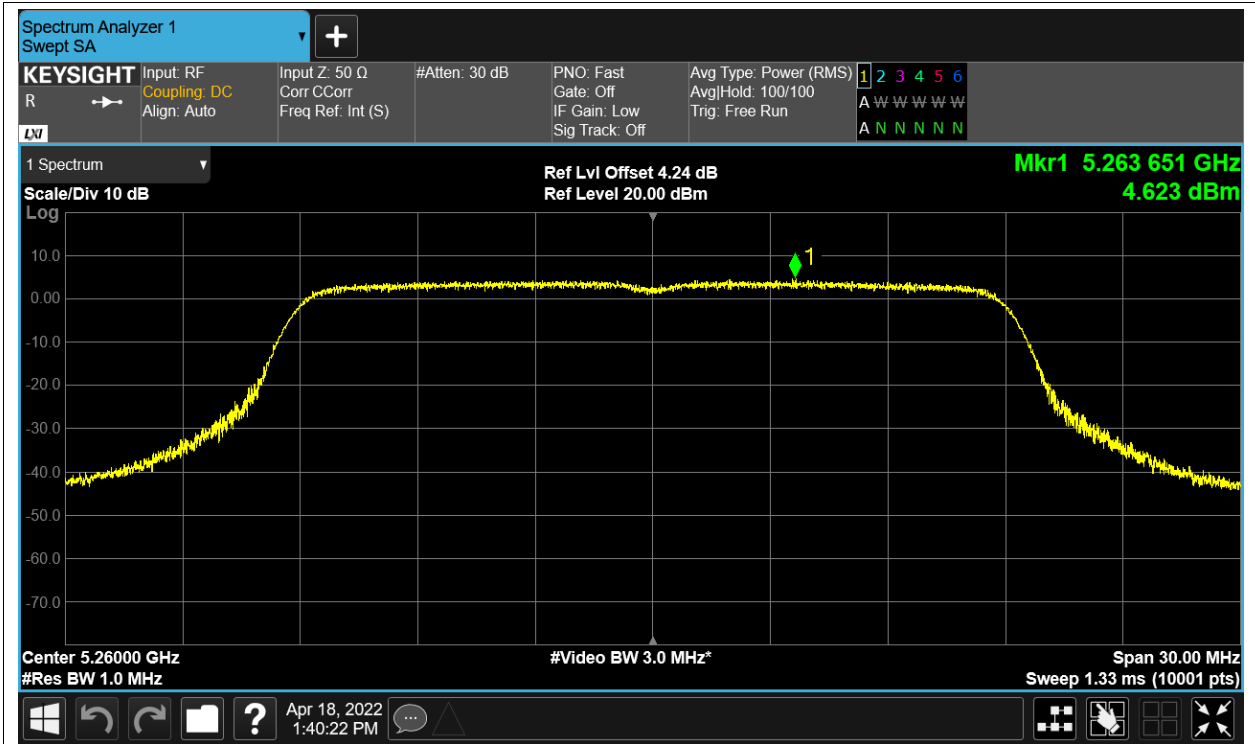 Spectrum Analyzer 1
Swept SA
KEYSIGHT
R
LXI
Input: RF
Coupling: DC
Align: Auto
Input Z: 50 Ω
Corr CCorr
Freq Ref: Int (S)
#Atten: 30 dB
PNO: Fast
Gate: Off
IF Gain: Low
Sig Track: Off
Avg Type: Power (RMS)
Avg|Hold: 100/100
Trig: Free Run
1 2 3 4 5 6
A W W W W W
A N N N N N
1 Spectrum
Scale/Div 10 dB
Log
Ref Lvl Offset 4.24 dB
Ref Level 20.00 dBm
Mkr1 5.263 651 GHz
4.623 dBm
1
10.0
0.00
-10.0
-20.0
-30.0
-40.0
-50.0
-60.0
-70.0
Center 5.26000 GHz
#Res BW 1.0 MHz
#Video BW 3.0 MHz*
Span 30.00 MHz
Sweep 1.33 ms (10001 pts)
?
Apr 18, 2022
1:40:22 PM